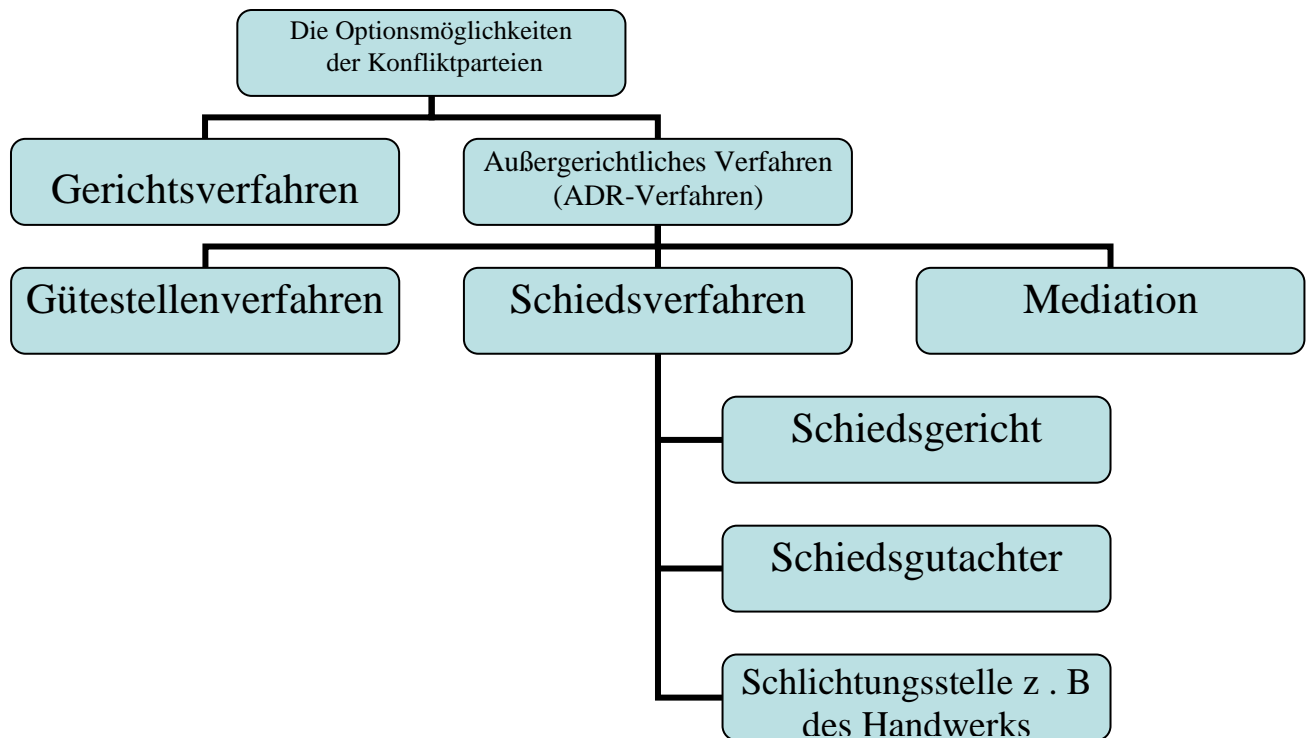 Die Optionsmöglichkeiten
der Konfliktparteien
Gerichtsverfahren
Außergerichtliches Verfahren
(ADR-Verfahren)
Gütestellenverfahren
Schiedsverfahren
Mediation
Schiedsgericht
Schiedsgutachter
Schlichtungsstelle z . B
des Handwerks